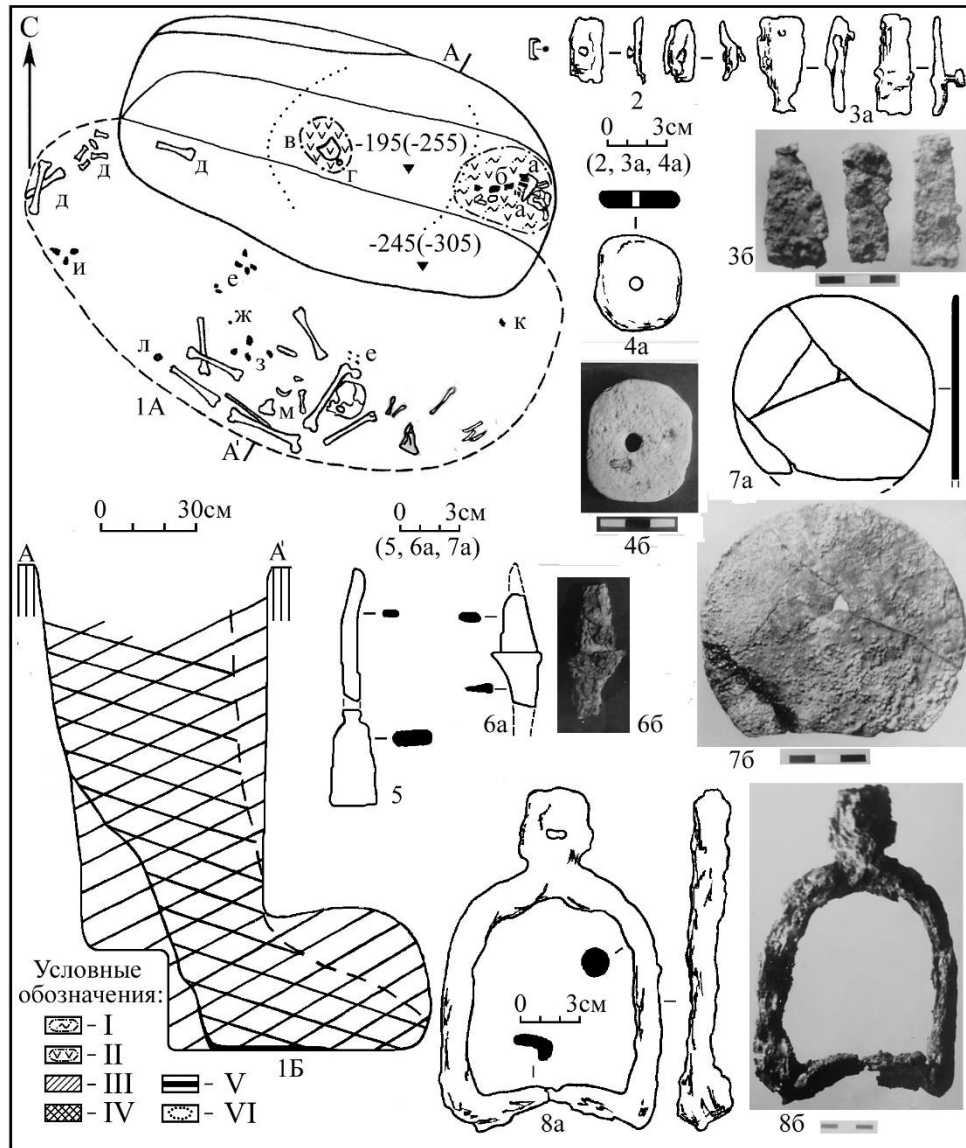 С
А
2
3а
0 3см
(2, 3а, 4а)
в
г
-195(-255)
а
б
а
д
д
д
-245(-305)
3б
и
е
ж
з
к
л
е
м
1А
А'
4а
7а
0 30см
0 3см
(5, 6а, 7а)
4б
А
А'
5
6а
6б
7б
Условные
обозначения:
- I
- II
- III
- IV
- V
- VI
1Б
0 3см
8а
8б